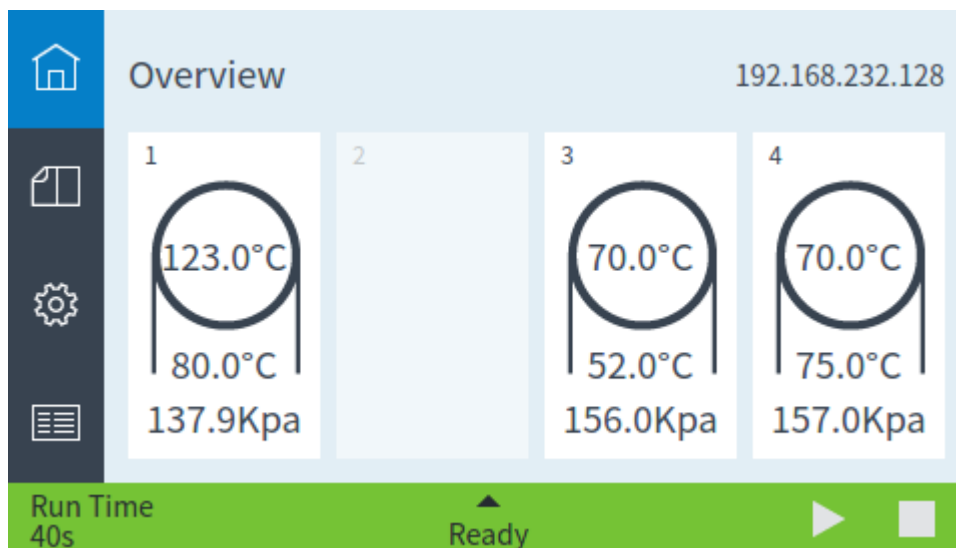 Overview
192.168.232.128
1
123.0°C
80.0°C
137.9Kpa
2
3
70.0°C
52.0°C
156.0Kpa
4
70.0°C
75.0°C
157.0Kpa
Run Time
40s
Ready